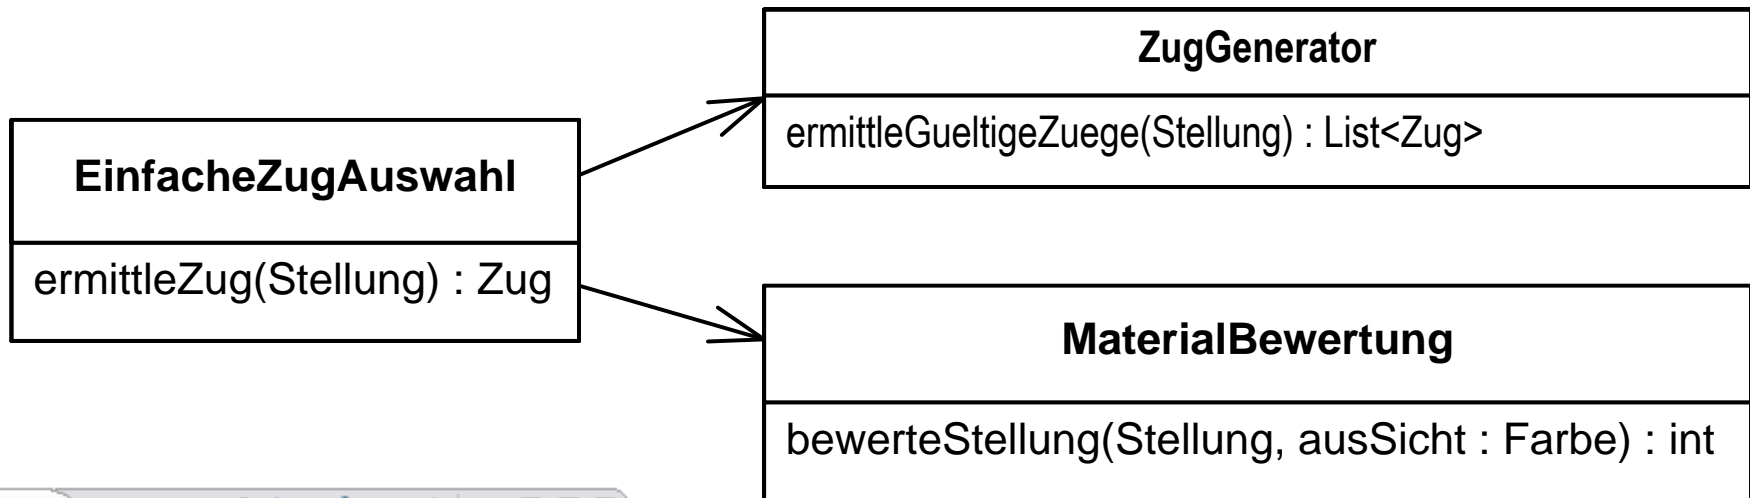 ZugGenerator
ermittleGueltigeZuege(Stellung) : List<Zug>
EinfacheZugAuswahl
ermittleZug(Stellung) : Zug
MaterialBewertung
bewerteStellung(Stellung, ausSicht : Farbe) : int